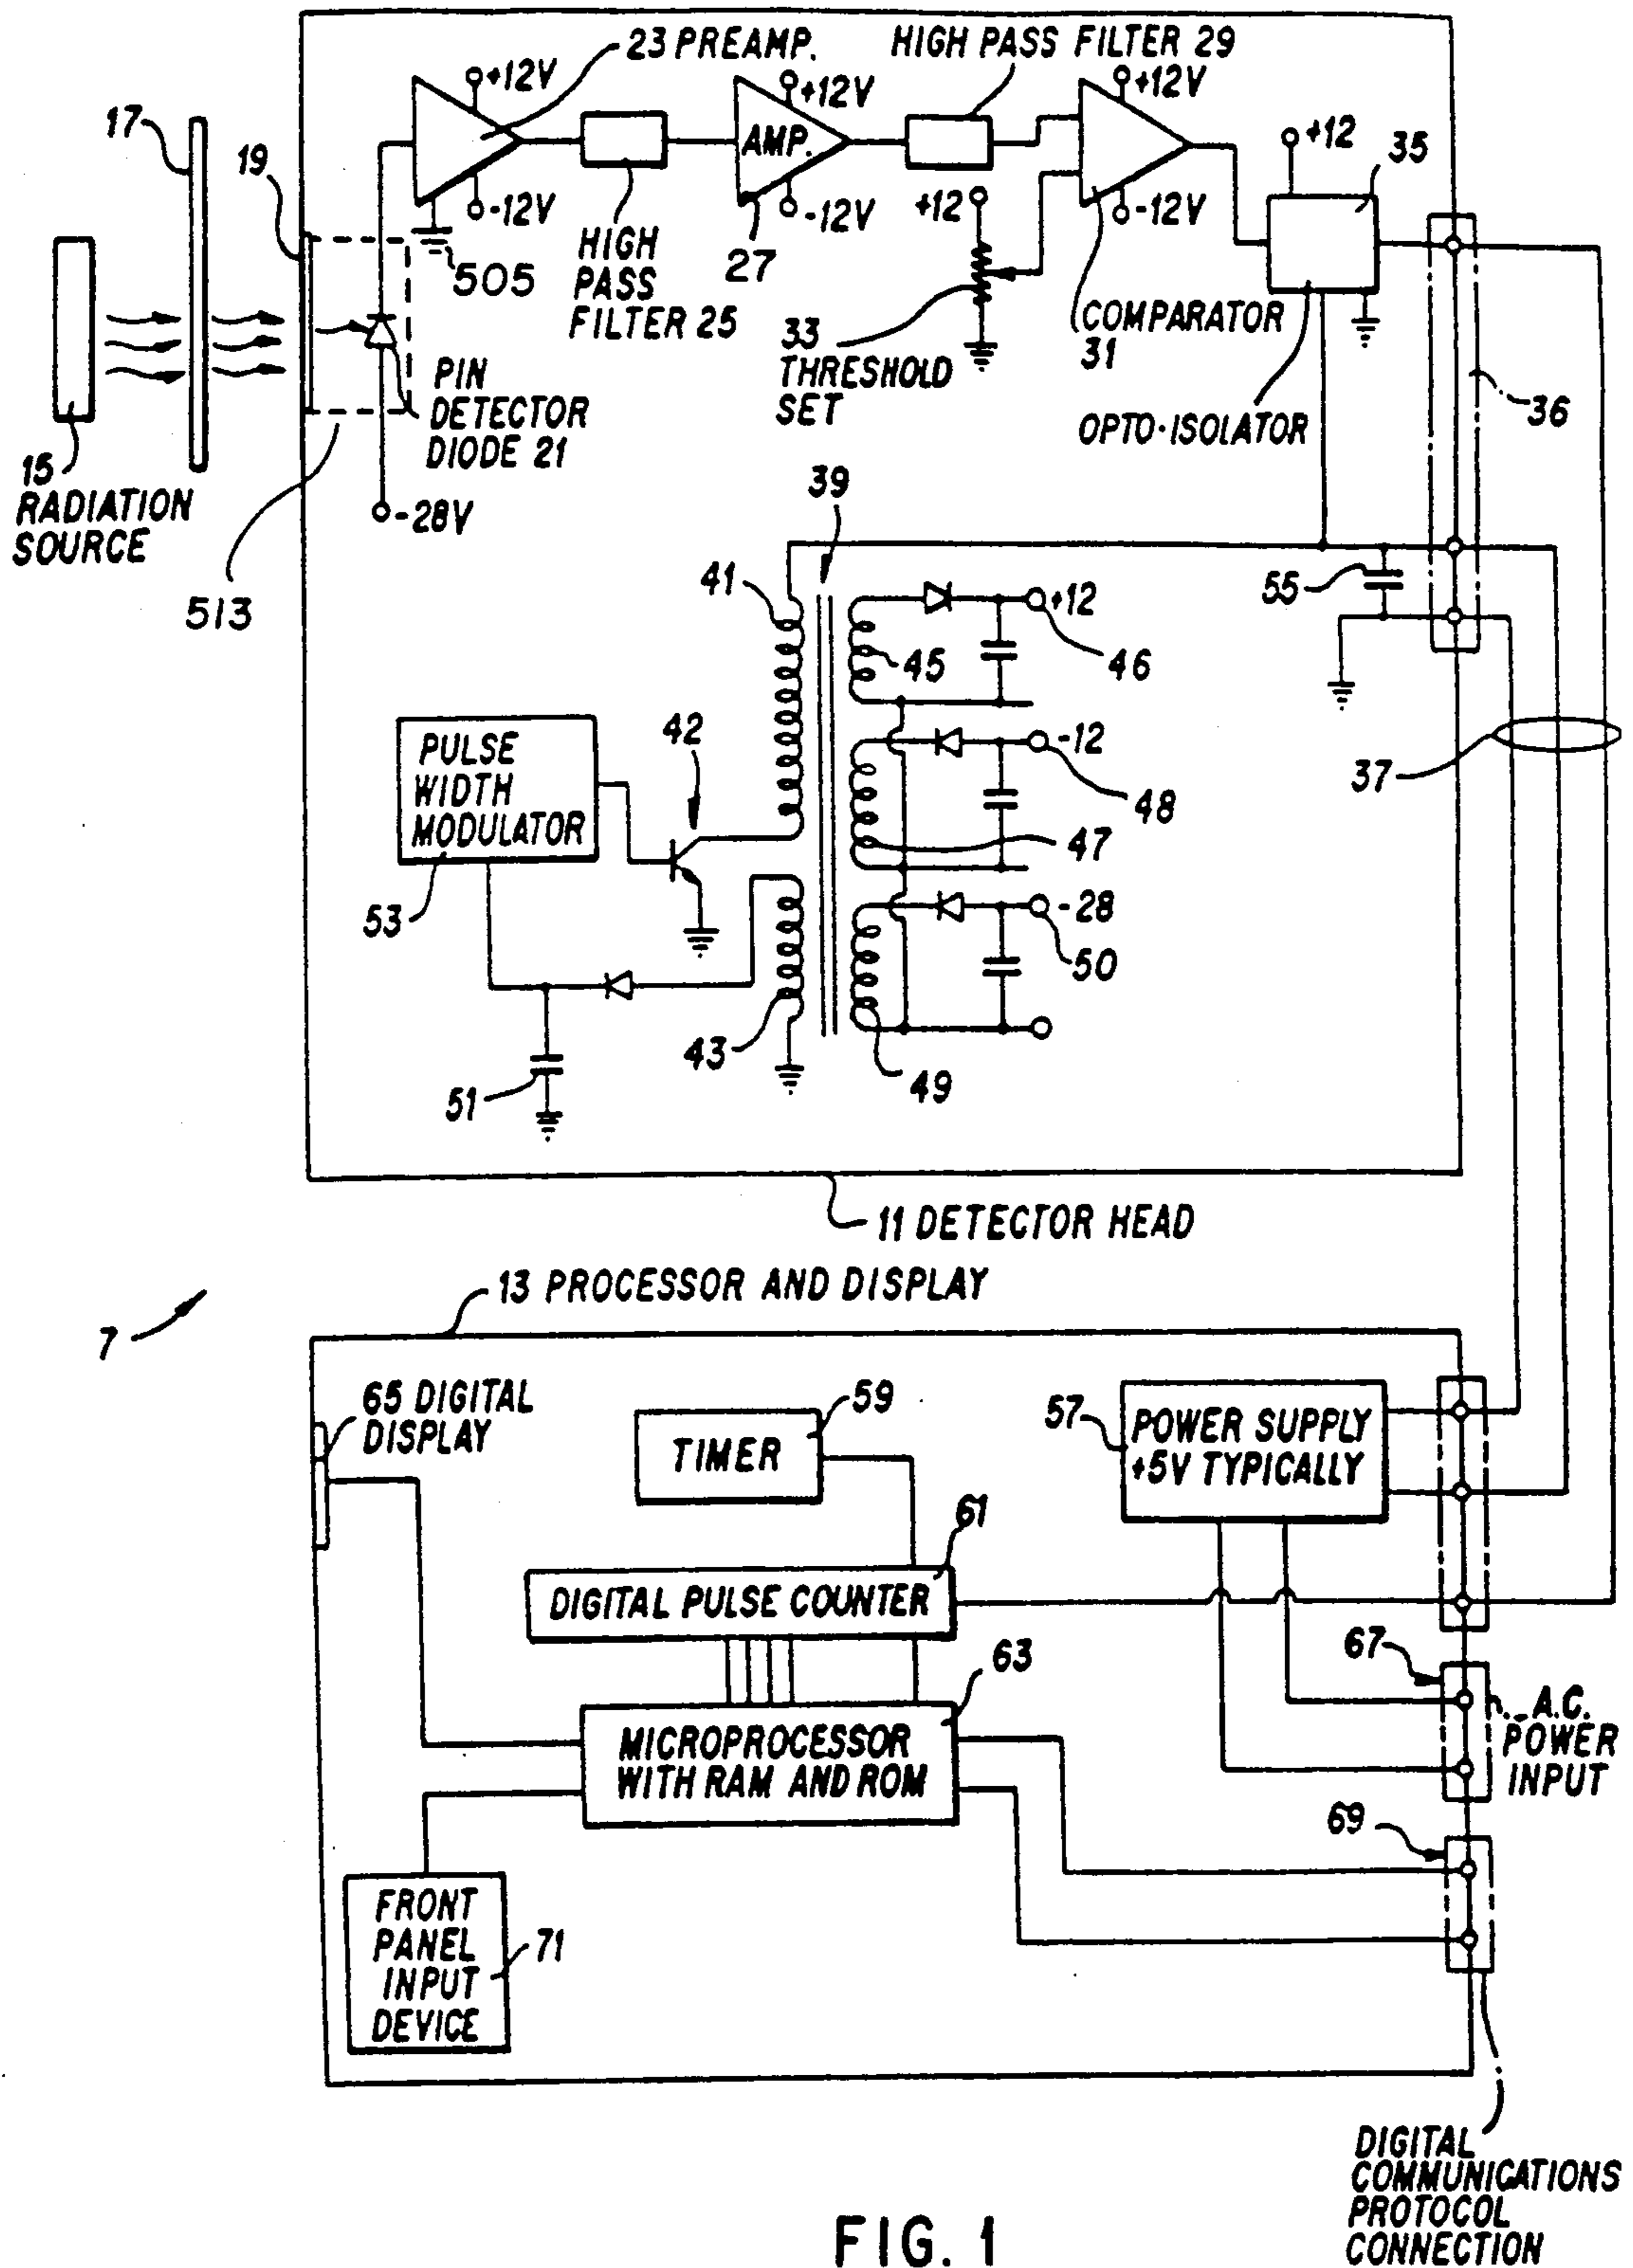 23 PREAMP.
HIGH PASS FILTER 29
+12V
+12V
+12V
17
19
AMP.
+12
35
-12V
-12V
-12V
+12
505
HIGH
PASS
FILTER 25
27
33
THRESHOLD
SET
COMPARATOR
31
PIN
DETECTOR
DIODE 21
OPTO-ISOLATOR
36
15
RADIATION
SOURCE
-28V
513
39
41
+12
45
46
55
PULSE
WIDTH
MODULATOR
42
-12
48
47
37
53
-28
50
43
49
51
11 DETECTOR HEAD
13 PROCESSOR AND DISPLAY
7
65 DIGITAL
DISPLAY
TIMER
59
57
POWER SUPPLY
+5V TYPICALLY
61
DIGITAL PULSE COUNTER
63
67
MICROPROCESSOR
WITH RAM AND ROM
A.C.
POWER
INPUT
69
FRONT
PANEL
INPUT
DEVICE
71
DIGITAL
COMMUNICATIONS
PROTOCOL
CONNECTION
FIG. 1